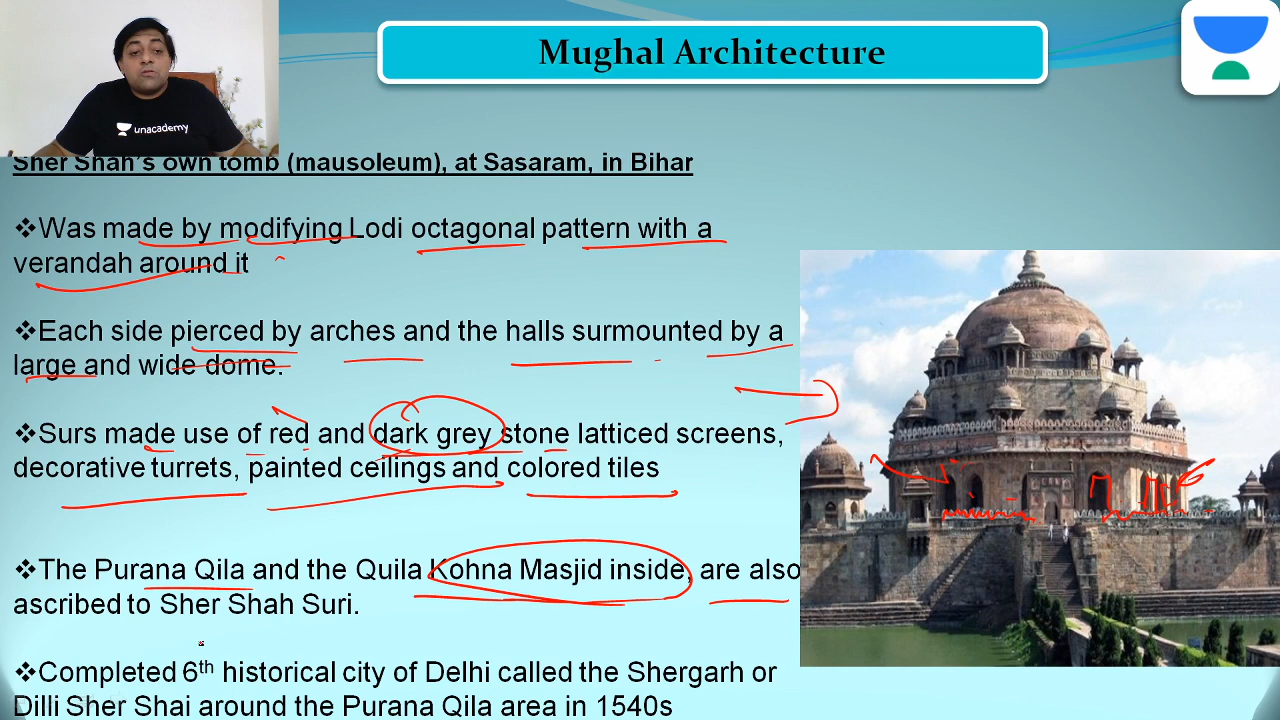 Mughal Architecture
unacademy
Sher Shah's own tomb (mausoleum), at Sasaram, in Bihar
❖Was made by modifying Lodi octagonal pattern with a
verandah around it
❖Each side pierced by arches and the halls surmounted by a
large and wide dome.
❖Surs made use of red and dark grey stone latticed screens,
decorative turrets, painted ceilings and colored tiles
❖The Purana Qila and the Quila Kohna Masjid inside, are also
ascribed to Sher Shah Suri.
❖Completed 6th historical city of Delhi called the Shergarh or
Dilli Sher Shai around the Purana Qila area in 1540s